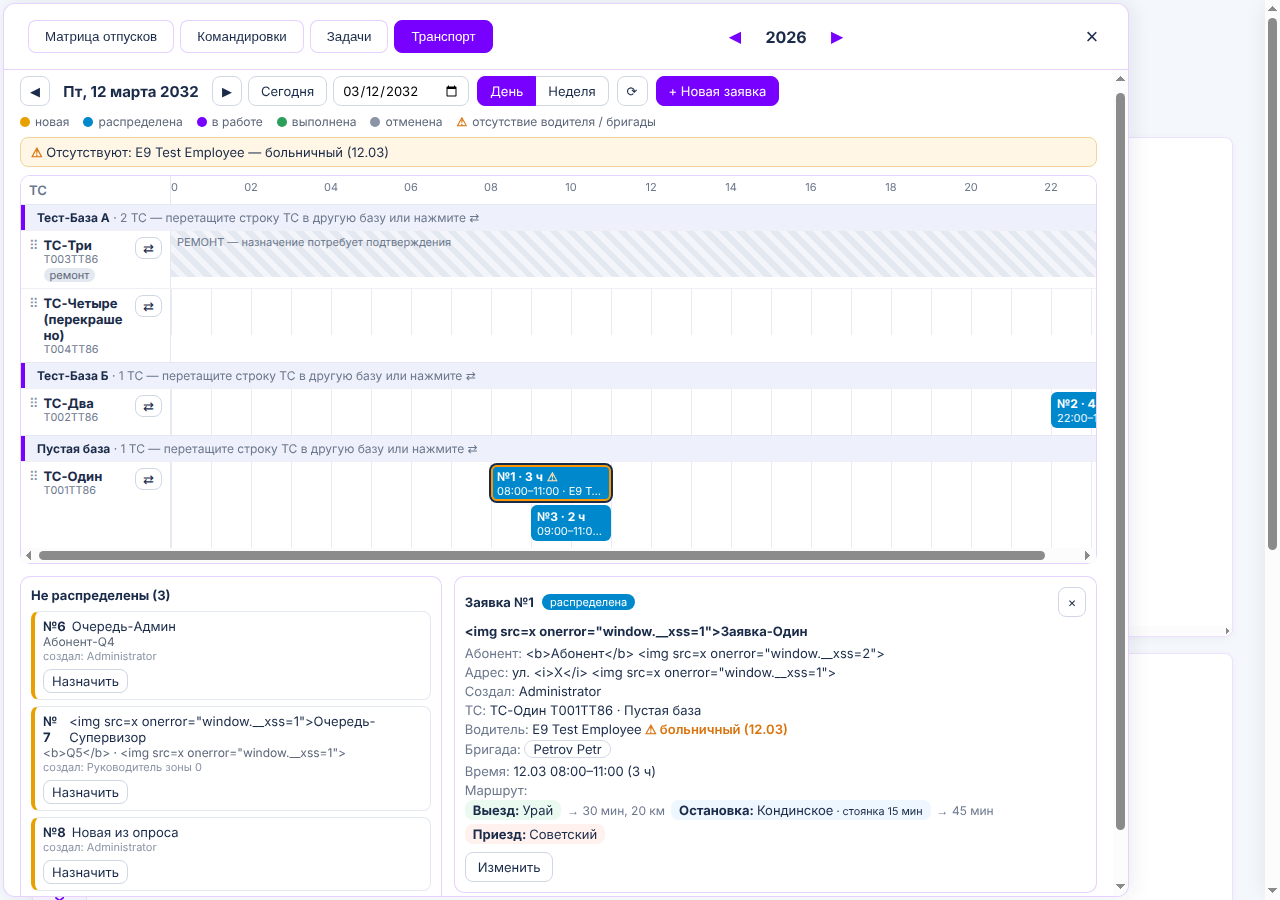 Матрица отпусков
Командировки
Задачи
Транспорт
◀ 2026 ▶
×
◀ Пт, 12 марта 2032 ▶
Сегодня
03/12/2032
День
Неделя
⟳
+ Новая заявка
новая
распределена
в работе
выполнена
отменена
⚠ отсутствие водителя / бригады
⚠ Отсутствуют: E9 Test Employee — больничный (12.03)
ТС 0 02 04 06 08 10 12 14 16 18 20 22
Тест-База А · 2 ТС — перетащите строку ТС в другую базу или нажмите ⇄
⠿ ТС-Три ⇄
T003TT86
ремонт
РЕМОНТ — назначение потребует подтверждения
⠿ ТС-Четыре ⇄
(перекраше
но)
T004TT86
Тест-База Б · 1 ТС — перетащите строку ТС в другую базу или нажмите ⇄
⠿ ТС-Два ⇄
T002TT86
№2 · 4
22:00–1
Пустая база · 1 ТС — перетащите строку ТС в другую базу или нажмите ⇄
⠿ ТС-Один ⇄
T001TT86
№1 · 3 ч ⚠
08:00–11:00 · E9 T…
№3 · 2 ч
09:00–11:0…
Не распределены (3)
№6 Очередь-Админ
Абонент-Q4
создал: Administrator
Назначить
№ <img src=x onerror="window.__xss=1">Очередь-
7 Супервизор
<b>Q5</b> · <img src=x onerror="window.__xss=1">
создал: Руководитель зоны 0
Назначить
№8 Новая из опроса
создал: Administrator
Назначить
Заявка №1 распределена ×
<img src=x onerror="window.__xss=1">Заявка-Один
Абонент: <b>Абонент</b> <img src=x onerror="window.__xss=2">
Адрес: ул. <i>X</i> <img src=x onerror="window.__xss=1">
Создал: Administrator
ТС: ТС-Один T001TT86 · Пустая база
Водитель: E9 Test Employee ⚠ больничный (12.03)
Бригада: Petrov Petr
Время: 12.03 08:00–11:00 (3 ч)
Маршрут:
Выезд: Урай → 30 мин, 20 км Остановка: Кондинское · стоянка 15 мин → 45 мин
Приезд: Советский
Изменить